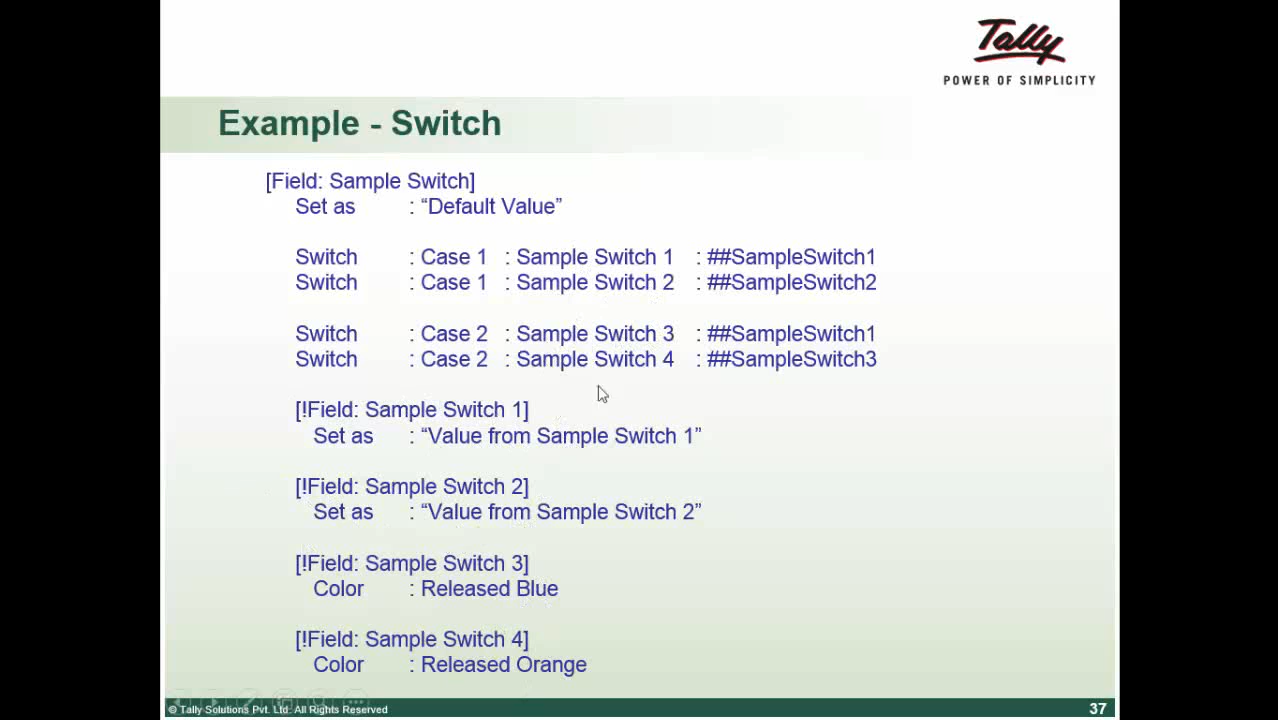 Tally
POWER OF SIMPLICITY
Example - Switch
[Field: Sample Switch]
Set as : “Default Value”
Switch : Case 1 : Sample Switch 1 : ##SampleSwitch1
Switch : Case 1 : Sample Switch 2 : ##SampleSwitch2
Switch : Case 2 : Sample Switch 3 : ##SampleSwitch1
Switch : Case 2 : Sample Switch 4 : ##SampleSwitch3
[!Field: Sample Switch 1]
Set as : “Value from Sample Switch 1”
[!Field: Sample Switch 2]
Set as : “Value from Sample Switch 2”
[!Field: Sample Switch 3]
Color : Released Blue
[!Field: Sample Switch 4]
Color : Released Orange
© Tally Solutions Pvt. Ltd. All Rights Reserved 37